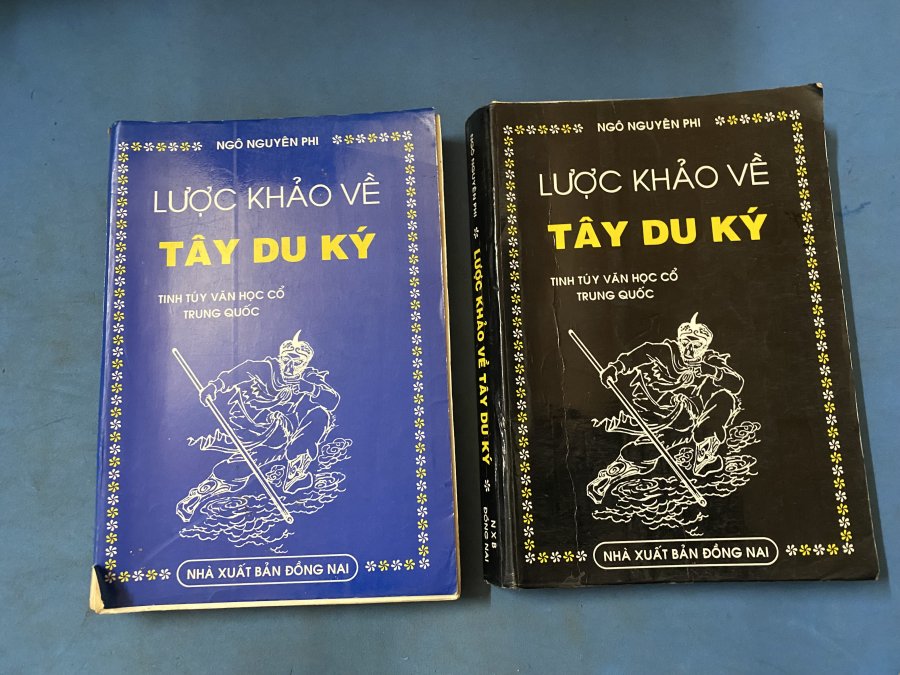 NGÔ NGUYÊN PHI
LƯỢC KHẢO VỀ
TÂY DU KÝ
TINH TÚY VĂN HỌC CỔ
TRUNG QUỐC
NHÀ XUẤT BẢN ĐỒNG NAI
NGÔ NGUYÊN PHI
LƯỢC KHẢO VỀ TÂY DU KÝ
NXB
ĐỒNG NAI
NGÔ NGUYÊN PHI
LƯỢC KHẢO VỀ
TÂY DU KÝ
TINH TÚY VĂN HỌC CỔ
TRUNG QUỐC
NHÀ XUẤT BẢN ĐỒNG NAI